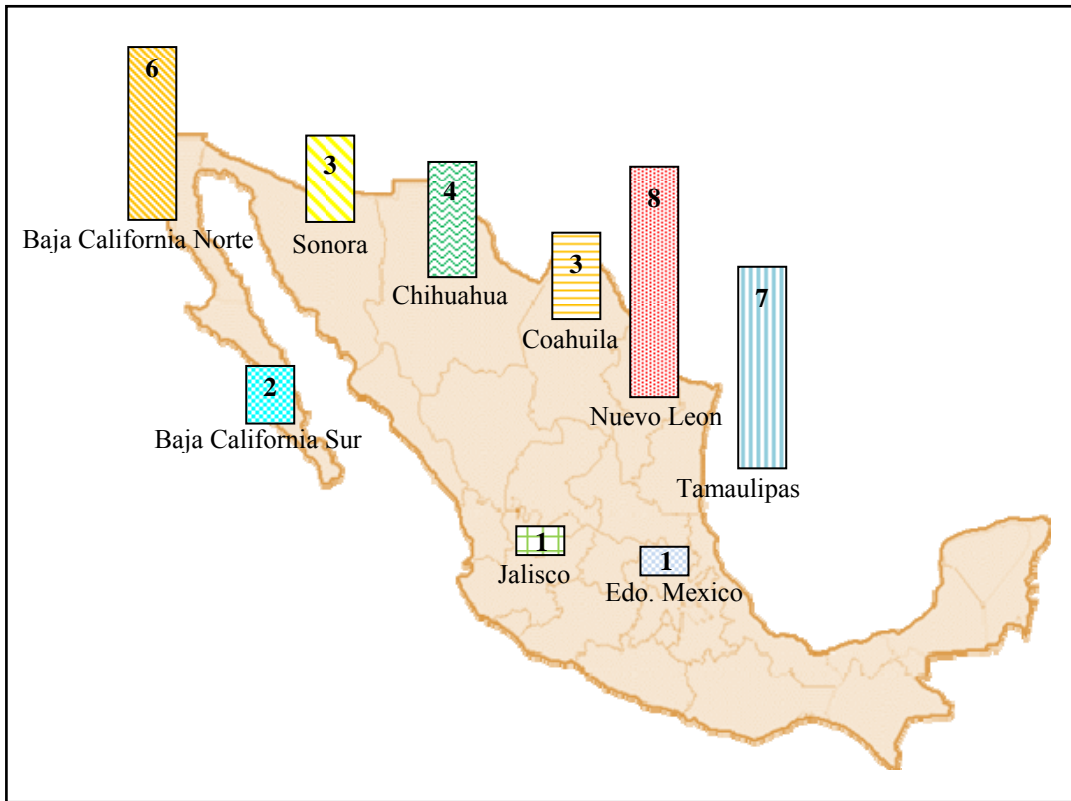 6
Baja California Norte
3
Sonora
4
Chihuahua
3
Coahuila
8
Nuevo Leon
7
Tamaulipas
2
Baja California Sur
1
Jalisco
1
Edo. Mexico